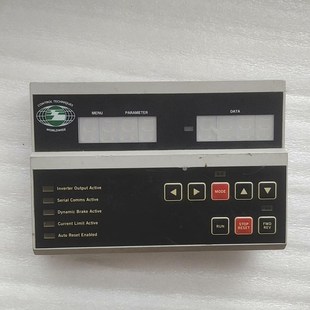 CONTROL TECHNIQUES
WORLDWIDE
MENU PARAMETER DATA
Inverter Output Active
Serial Comms Active
Dynamic Brake Active
Current Limit Active
Auto Reset Enabled
MODE
RUN
STOP
RESET
FWD
REV